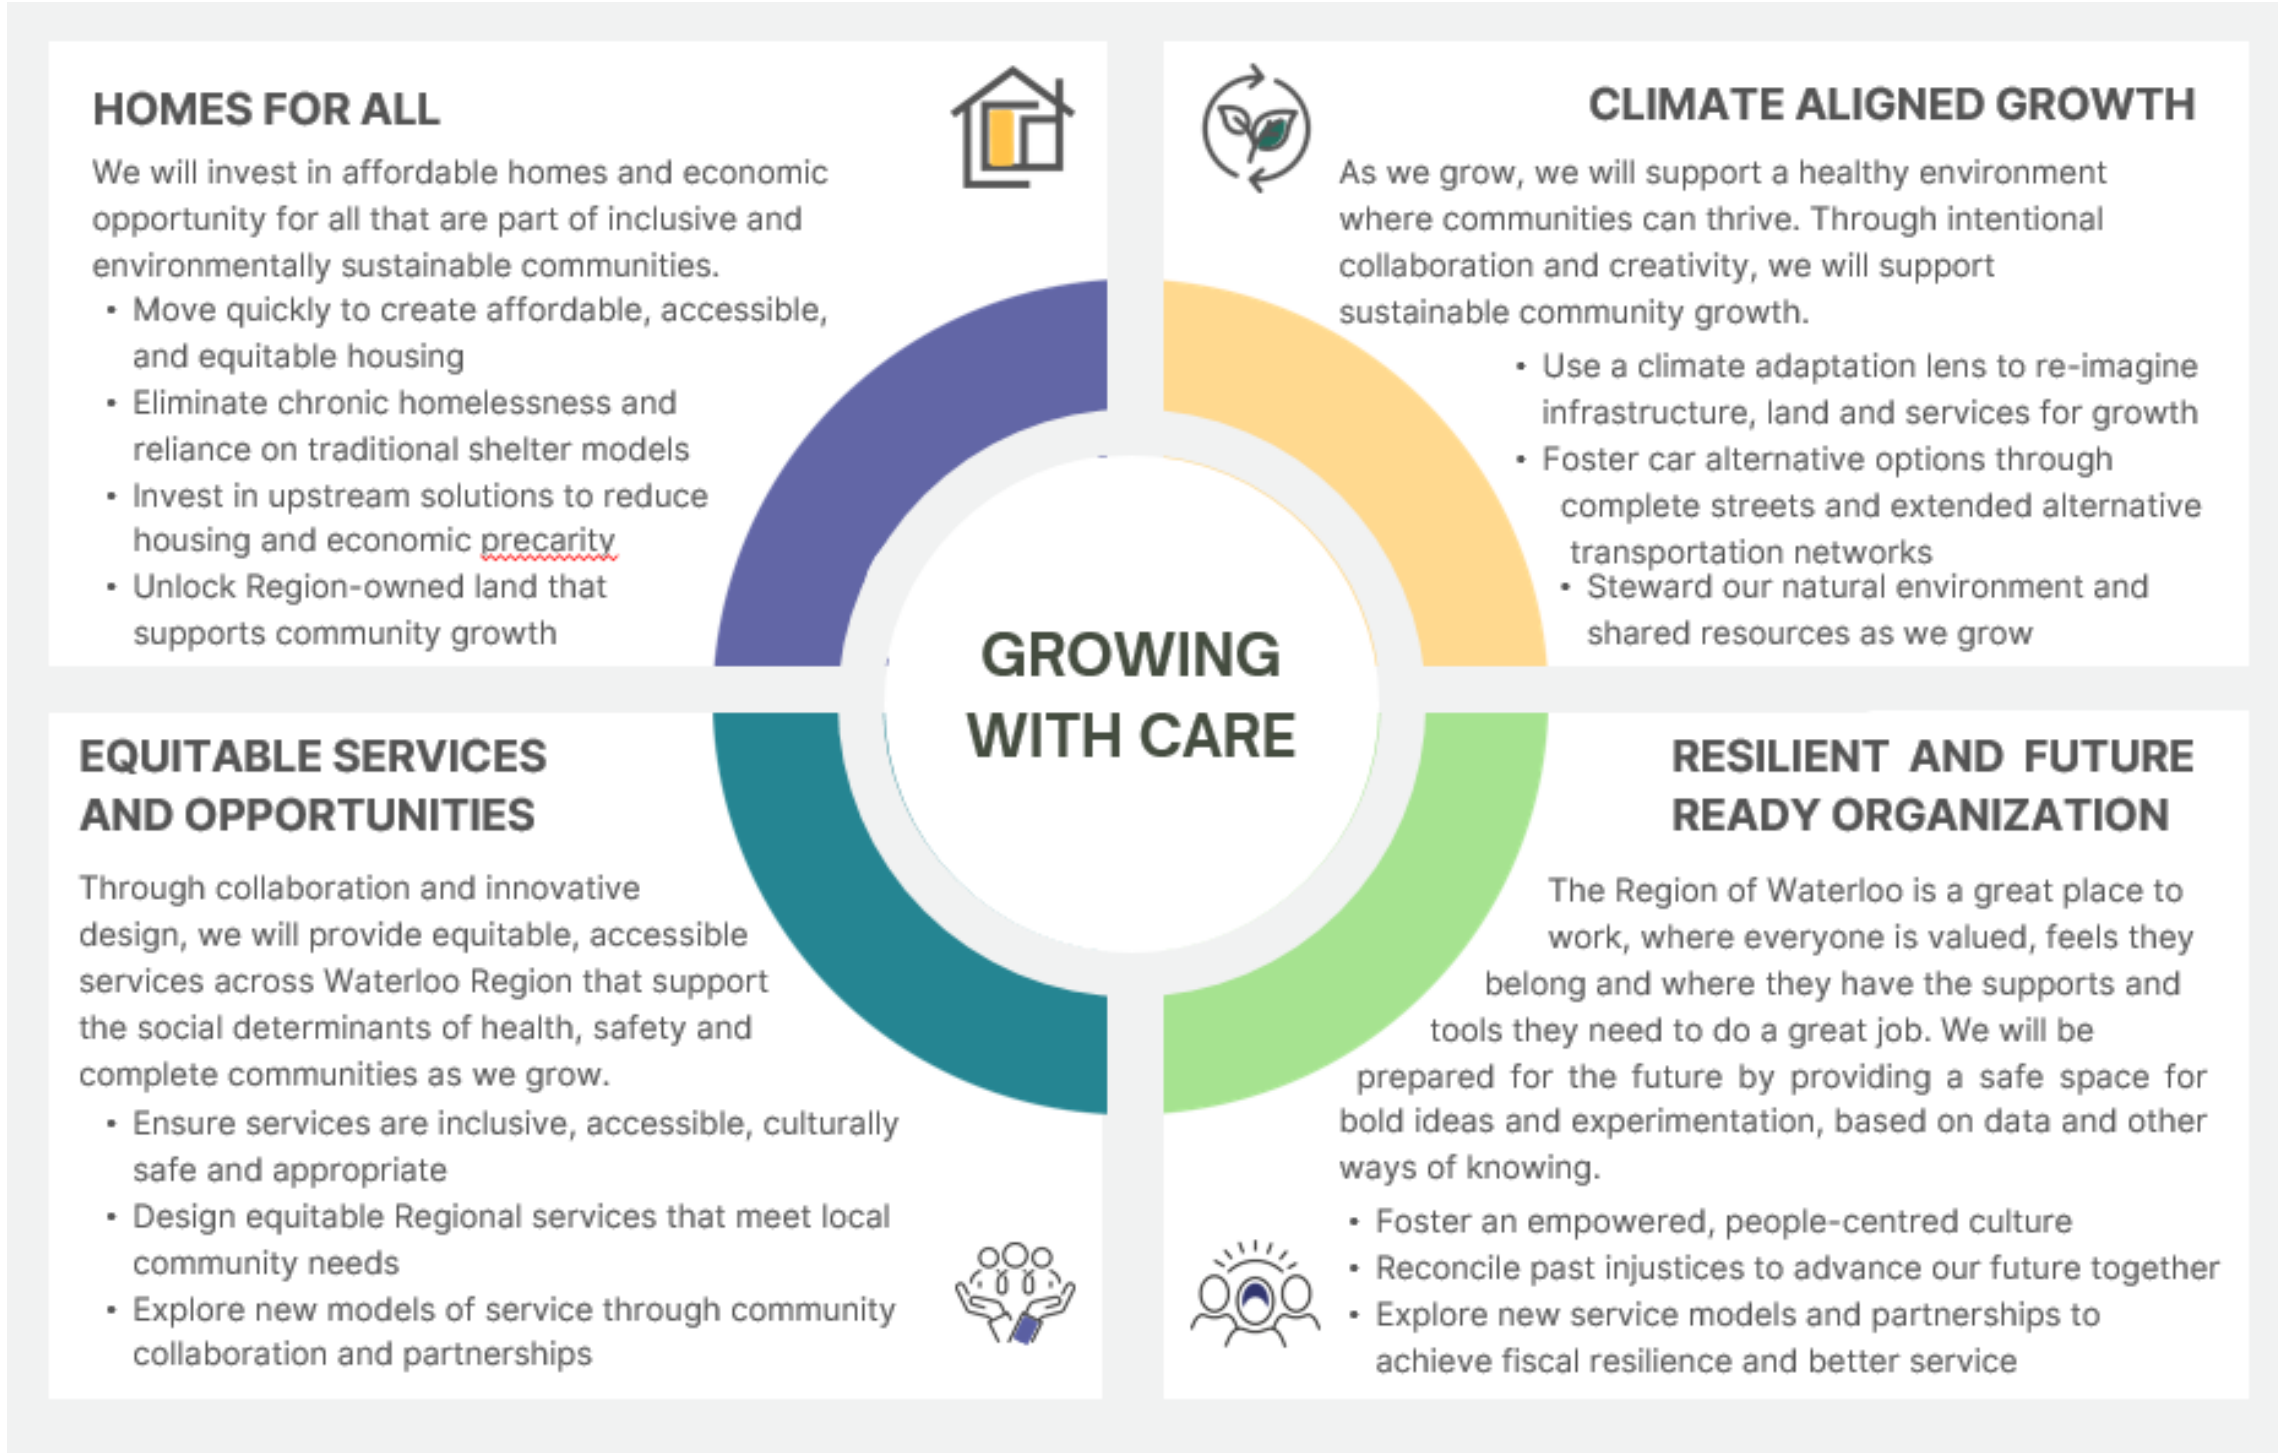 HOMES FOR ALL
We will invest in affordable homes and economic
opportunity for all that are part of inclusive and
environmentally sustainable communities.
• Move quickly to create affordable, accessible,
and equitable housing
• Eliminate chronic homelessness and
reliance on traditional shelter models
• Invest in upstream solutions to reduce
housing and economic precarity
• Unlock Region-owned land that
supports community growth
CLIMATE ALIGNED GROWTH
As we grow, we will support a healthy environment
where communities can thrive. Through intentional
collaboration and creativity, we will support
sustainable community growth.
• Use a climate adaptation lens to re-imagine
infrastructure, land and services for growth
• Foster car alternative options through
complete streets and extended alternative
transportation networks
• Steward our natural environment and
shared resources as we grow
GROWING
WITH CARE
EQUITABLE SERVICES
AND OPPORTUNITIES
Through collaboration and innovative
design, we will provide equitable, accessible
services across Waterloo Region that support
the social determinants of health, safety and
complete communities as we grow.
• Ensure services are inclusive, accessible, culturally
safe and appropriate
• Design equitable Regional services that meet local
community needs
• Explore new models of service through community
collaboration and partnerships
RESILIENT AND FUTURE
READY ORGANIZATION
The Region of Waterloo is a great place to
work, where everyone is valued, feels they
belong and where they have the supports and
tools they need to do a great job. We will be
prepared for the future by providing a safe space for
bold ideas and experimentation, based on data and other
ways of knowing.
• Foster an empowered, people-centred culture
• Reconcile past injustices to advance our future together
• Explore new service models and partnerships to
achieve fiscal resilience and better service